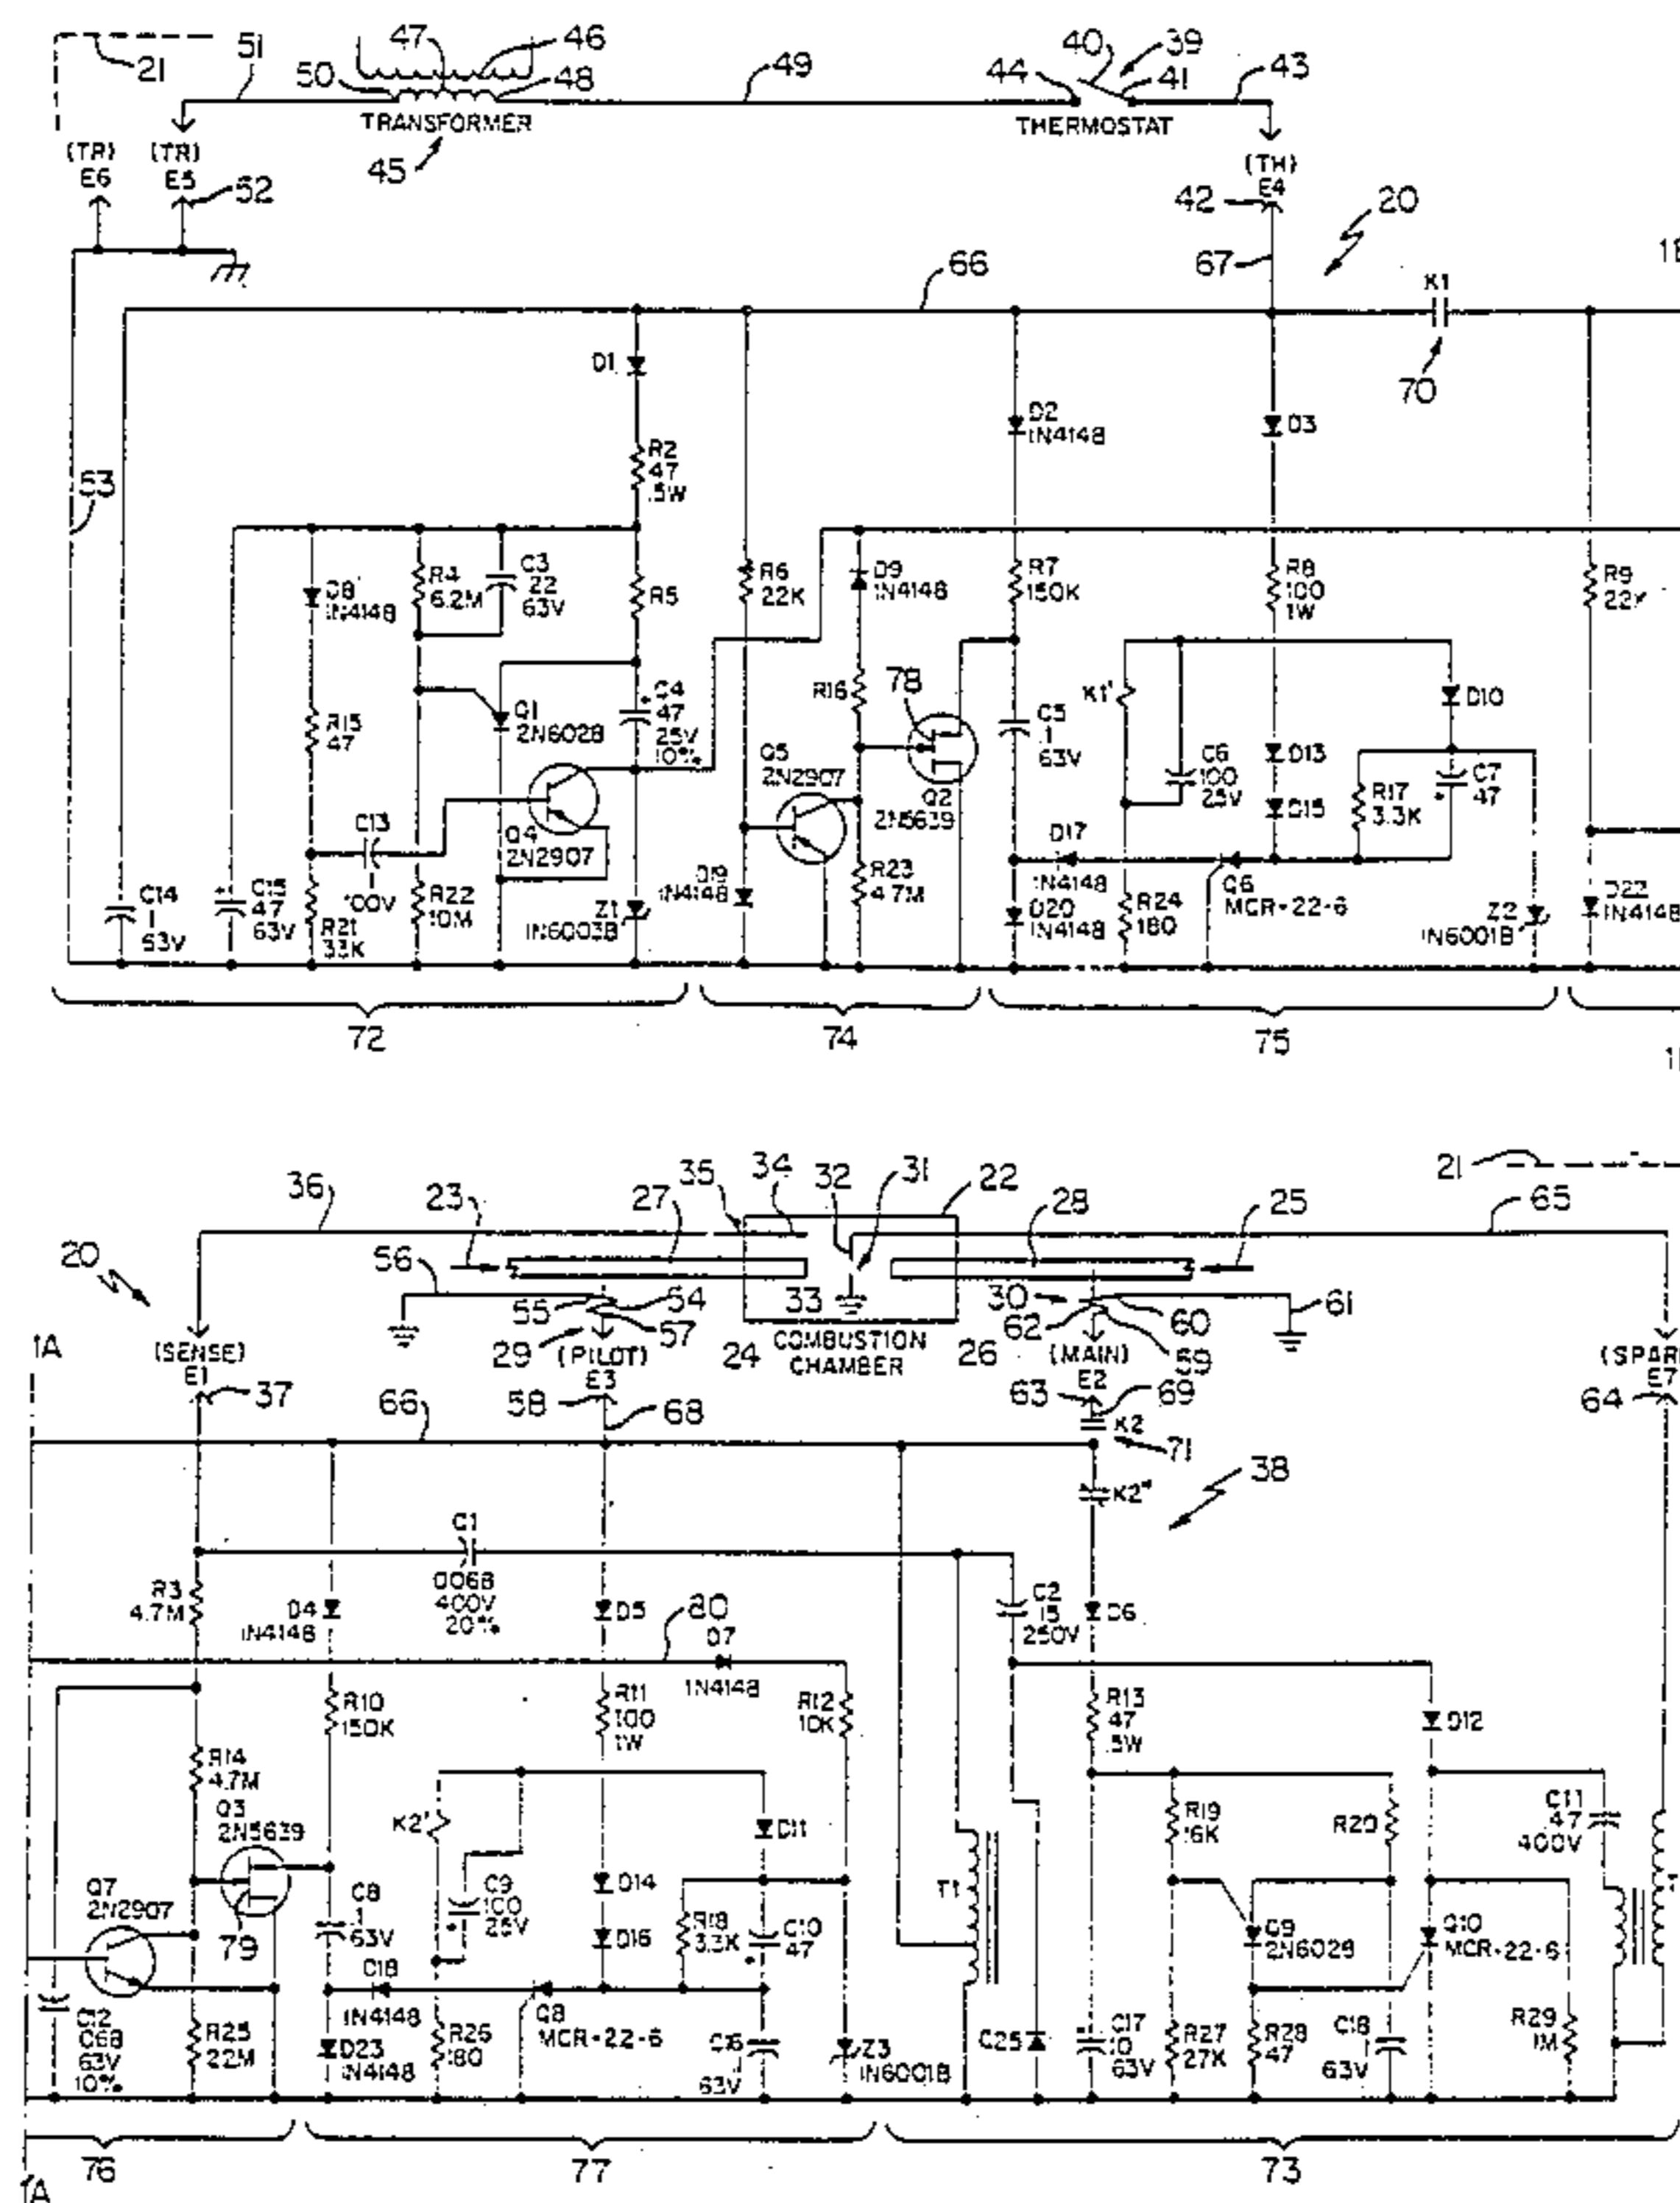 47 46
51 40 39
21 50 48 49 44 41 43
TRANSFORMER THERMOSTAT
45
(TR) (TR) (TH)
E6 E5 52 E4
42 20
66 67
K1
70
D1
D2
1N4148
D3
R2
47
.5W
53
D8
1N4148
R4
6.2M
C3
.22
63V
R5
R6
22K
D9
1N4148
R7
150K
R8
100
1W
R9
22K
R15
47
Q1
2N6028
C4
47
25V
10%
R16
78
C5
.1
63V
K1'
C6
100
25V
D10
D13
D15
R17
3.3K
C7
47
C13
.1
100V
Q4
2N2907
Q5
2N2907
Q2
2N5639
C14
.1
63V
C15
47
63V
R21
33K
R22
10M
Z1
1N6003B
D19
1N4148
R23
4.7M
D17
1N4148
D20
1N4148
R24
180
Q6
MCR-22-6
Z2
1N6001B
D22
1N4148
72 74 75
36 23 27 35 34 32 31 22 28 25 21 65
20 56 55 54 57 33 30 62 60 59 61
1A
(SENSE)
E1
37
29 (PILOT)
E3
58 68
24 COMBUSTION
CHAMBER
26 (MAIN)
E2
63 69
K2
71
E7
64
66
K2"
38
C1
.0068
400V
20%
R3
4.7M
D4
1N4148
D5
80
D7
1N4148
C2
.15
250V
D6
R14
4.7M
R10
150K
R11
100
1W
R12
10K
R13
47
.5W
D12
Q3
2N5639
K2'
D11
R19
16K
R20
C11
.47
400V
Q7
2N2907
79
C8
.1
63V
C9
100
25V
D14
D16
R18
3.3K
C10
47
T1
Q9
2N6028
Q10
MCR-22-6
C12
.068
63V
10%
R25
22M
D18
1N4148
D23
1N4148
R26
180
Q8
MCR-22-6
63V
Z3
1N6001B
C17
10
63V
R27
27K
R28
47
C18
.1
63V
R29
1M
76 77 73
1A